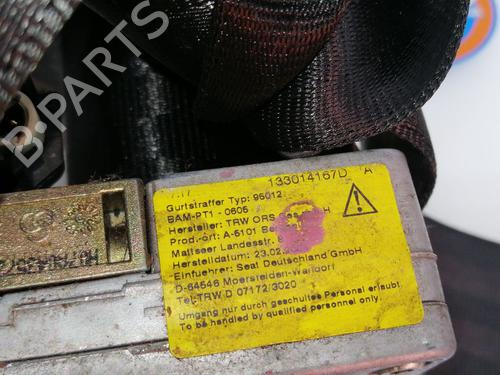 B-PARTS
133014167D A
Gurtstraffer Typ: 96012
BAM-PT1 - 0605
Hersteller: TRW ORS H
Prod.-ort: A-5101 Be
Mattseer Landesstr.
Herstelldatum: 23.02.
Einfuehrer: Seat Deutschland GmbH
D-64546 Moerfelden-Walldorf
Tel.:TRW D 07172/3020
Umgang nur durch geschultes Personal erlaubt.
To be handled by qualified personnel only.